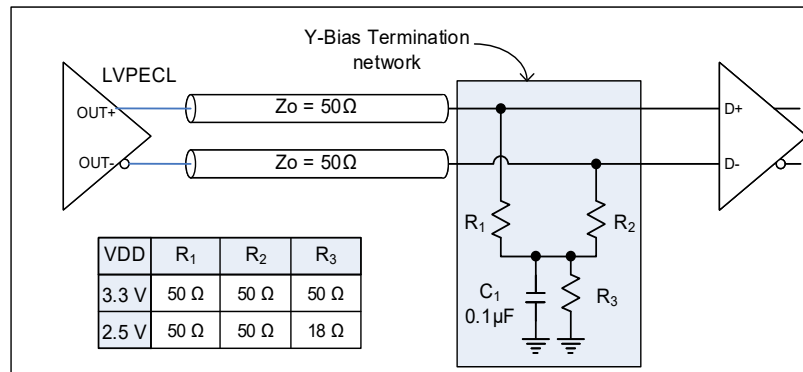 Y-Bias Termination
network
LVPECL
OUT+
Zo = 50Ω
D+
OUT-
Zo = 50Ω
D-
R1
R2
VDD R1 R2 R3
3.3 V 50 Ω 50 Ω 50 Ω
2.5 V 50 Ω 50 Ω 18 Ω
C1
0.1µF
R3